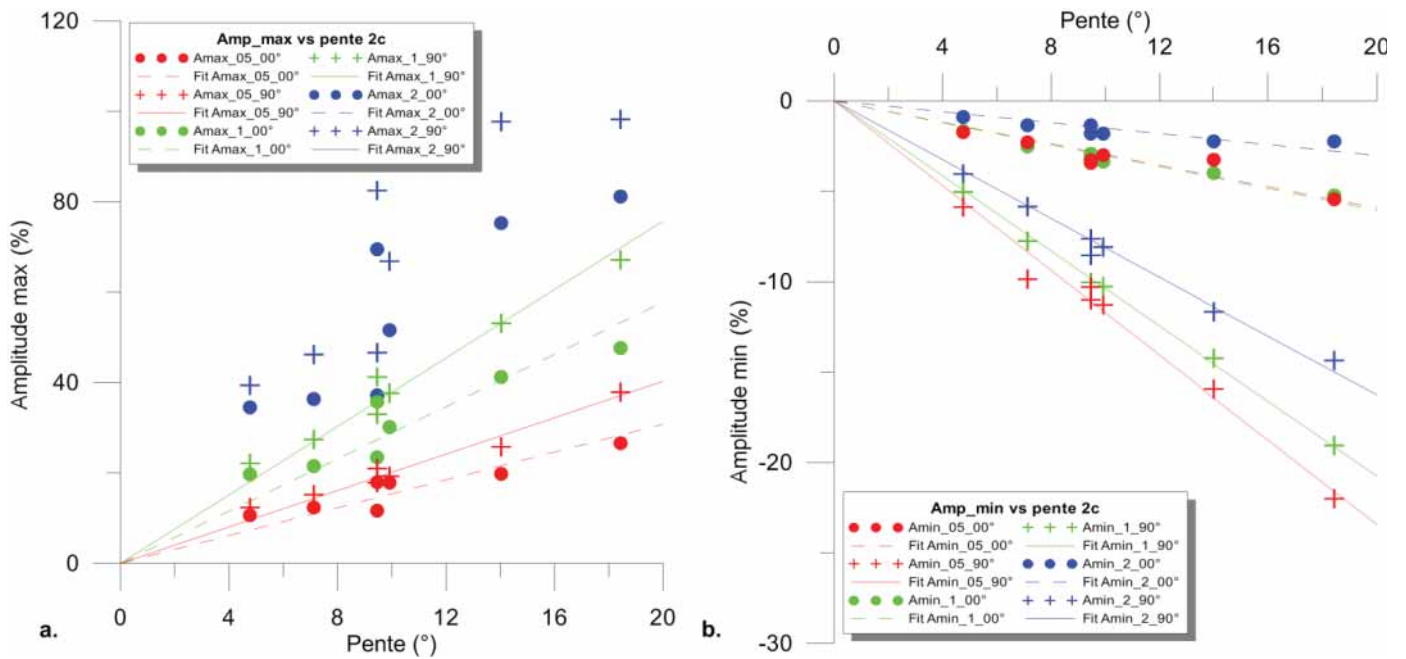 120
80
40
0
Amplitude max (%)
Amp_max vs pente 2c
Amax_05_00°
Fit Amax_05_00°
Amax_05_90°
Fit Amax_05_90°
Amax_1_00°
Fit Amax_1_00°
Amax_1_90°
Fit Amax_1_90°
Amax_2_00°
Fit Amax_2_00°
Amax_2_90°
Fit Amax_2_90°
0 4 8 12 16 20
Pente (°)
a.
Pente (°)
0 4 8 12 16 20
0
-10
-20
-30
Amplitude min (%)
Amp_min vs pente 2c
Amin_05_00°
Fit Amin_05_00°
Amin_05_90°
Fit Amin_05_90°
Amin_1_00°
Fit Amin_1_00°
Amin_1_90°
Fit Amin_1_90°
Amin_2_00°
Fit Amin_2_00°
Amin_2_90°
Fit Amin_2_90°
b.